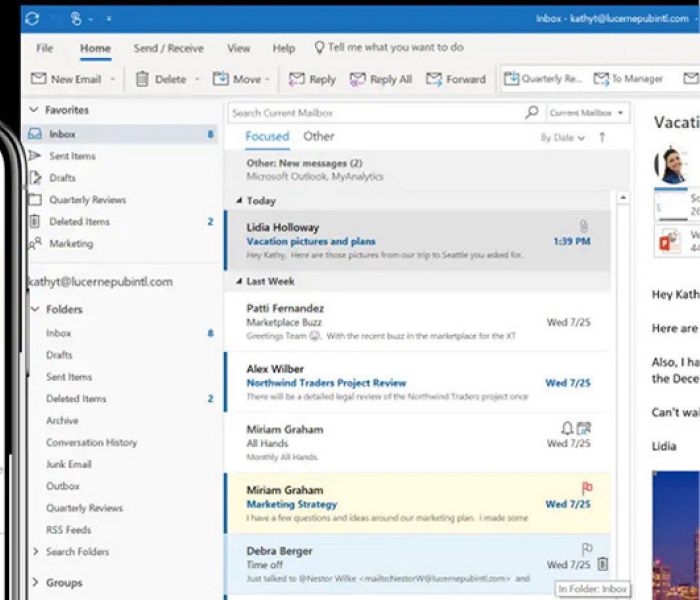 Inbox - kathyt@lucernepubintl.com -
File Home Send / Receive View Help Tell me what you want to do
New Email Delete Move Reply Reply All Forward Quarterly Re... To Manager
Favorites
Inbox 8
Sent Items
Drafts
Quarterly Reviews
Deleted Items 2
Marketing
kathyt@lucernepubintl.com
Folders
Inbox 8
Drafts
Sent Items
Deleted Items 2
Archive
Conversation History
Junk Email
Outbox
Quarterly Reviews
RSS Feeds
Search Folders
Groups
Search Current Mailbox Current Mailbox
Focused Other By Date
Other: New messages (2)
Microsoft Outlook, MyAnalytics
Today
Lidia Holloway
Vacation pictures and plans 1:39 PM
Hey Kathy, Here are those pictures from our trip to Seattle you asked for.
Last Week
Patti Fernandez
Marketplace Buzz Wed 7/25
Greetings Team 😉. With the recent buzz in the marketplace for the XT
Alex Wilber
Northwind Traders Project Review Wed 7/25
There will be a detailed legal review of the Northwind Traders project once
Miriam Graham
All Hands Wed 7/25
Monthly All Hands.
Miriam Graham
Marketing Strategy Wed 7/25
I have a few questions and ideas around our marketing plan. I made some
Debra Berger
Time off Wed 7/25
Just talked to @Nestor Wilke <mailto:NestorW@lucernepubintl.com> and
In Folder: Inbox
Vacati
Hey Kath
Here are
Also, I ha
the Dece
Can't wai
Lidia